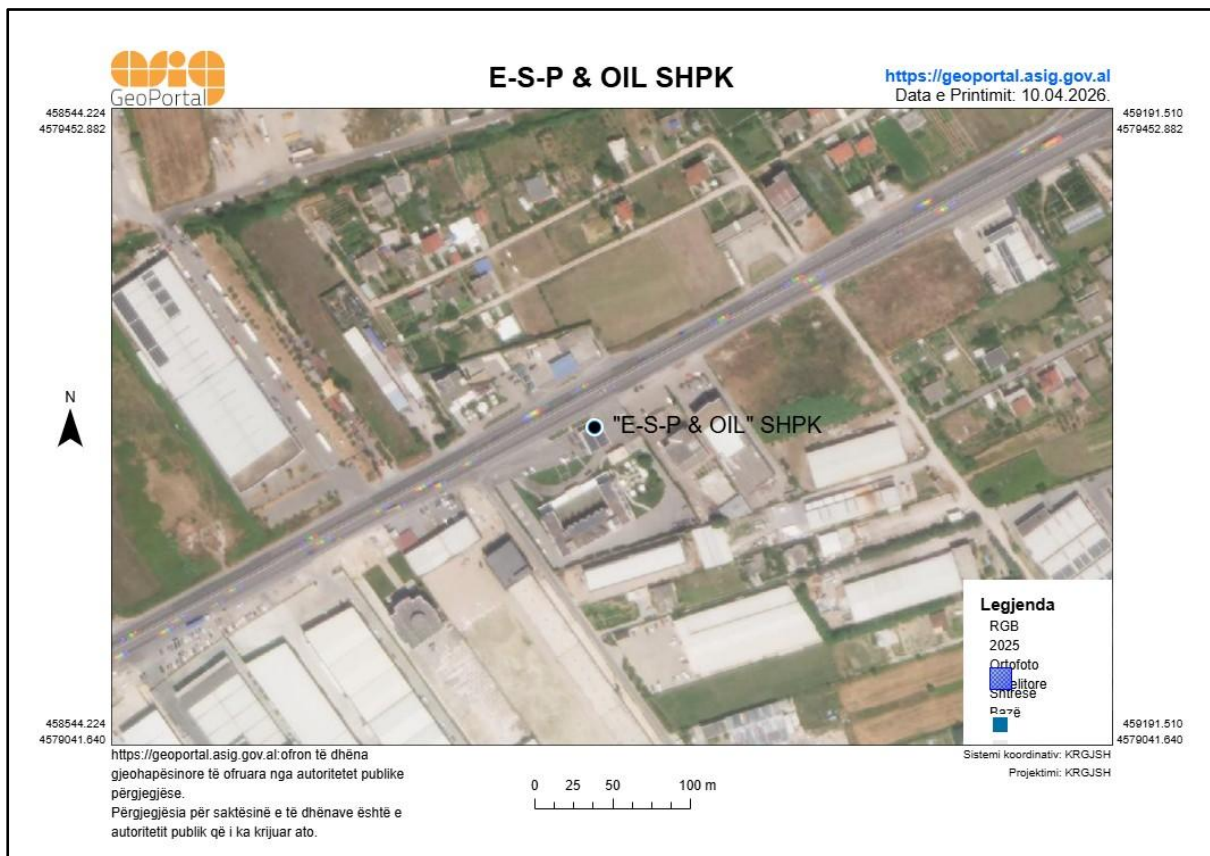 asig
GeoPortal
E-S-P & OIL SHPK
https://geoportal.asig.gov.al
Data e Printimit: 10.04.2026.
458544.224
4579452.882
459191.510
4579452.882
N
"E-S-P & OIL" SHPK
Legjenda
RGB
2025
Ortofoto
Shtresë
Bazë
458544.224
4579041.640
459191.510
4579041.640
https://geoportal.asig.gov.al:ofron të dhëna
gjeohapësinore të ofruara nga autoritetet publike
përgjegjëse.
Përgjegjësia për saktësinë e të dhënave është e
autoritetit publik që i ka krijuar ato.
0 25 50 100 m
Sistemi koordinativ: KRGJSH
Projektimi: KRGJSH